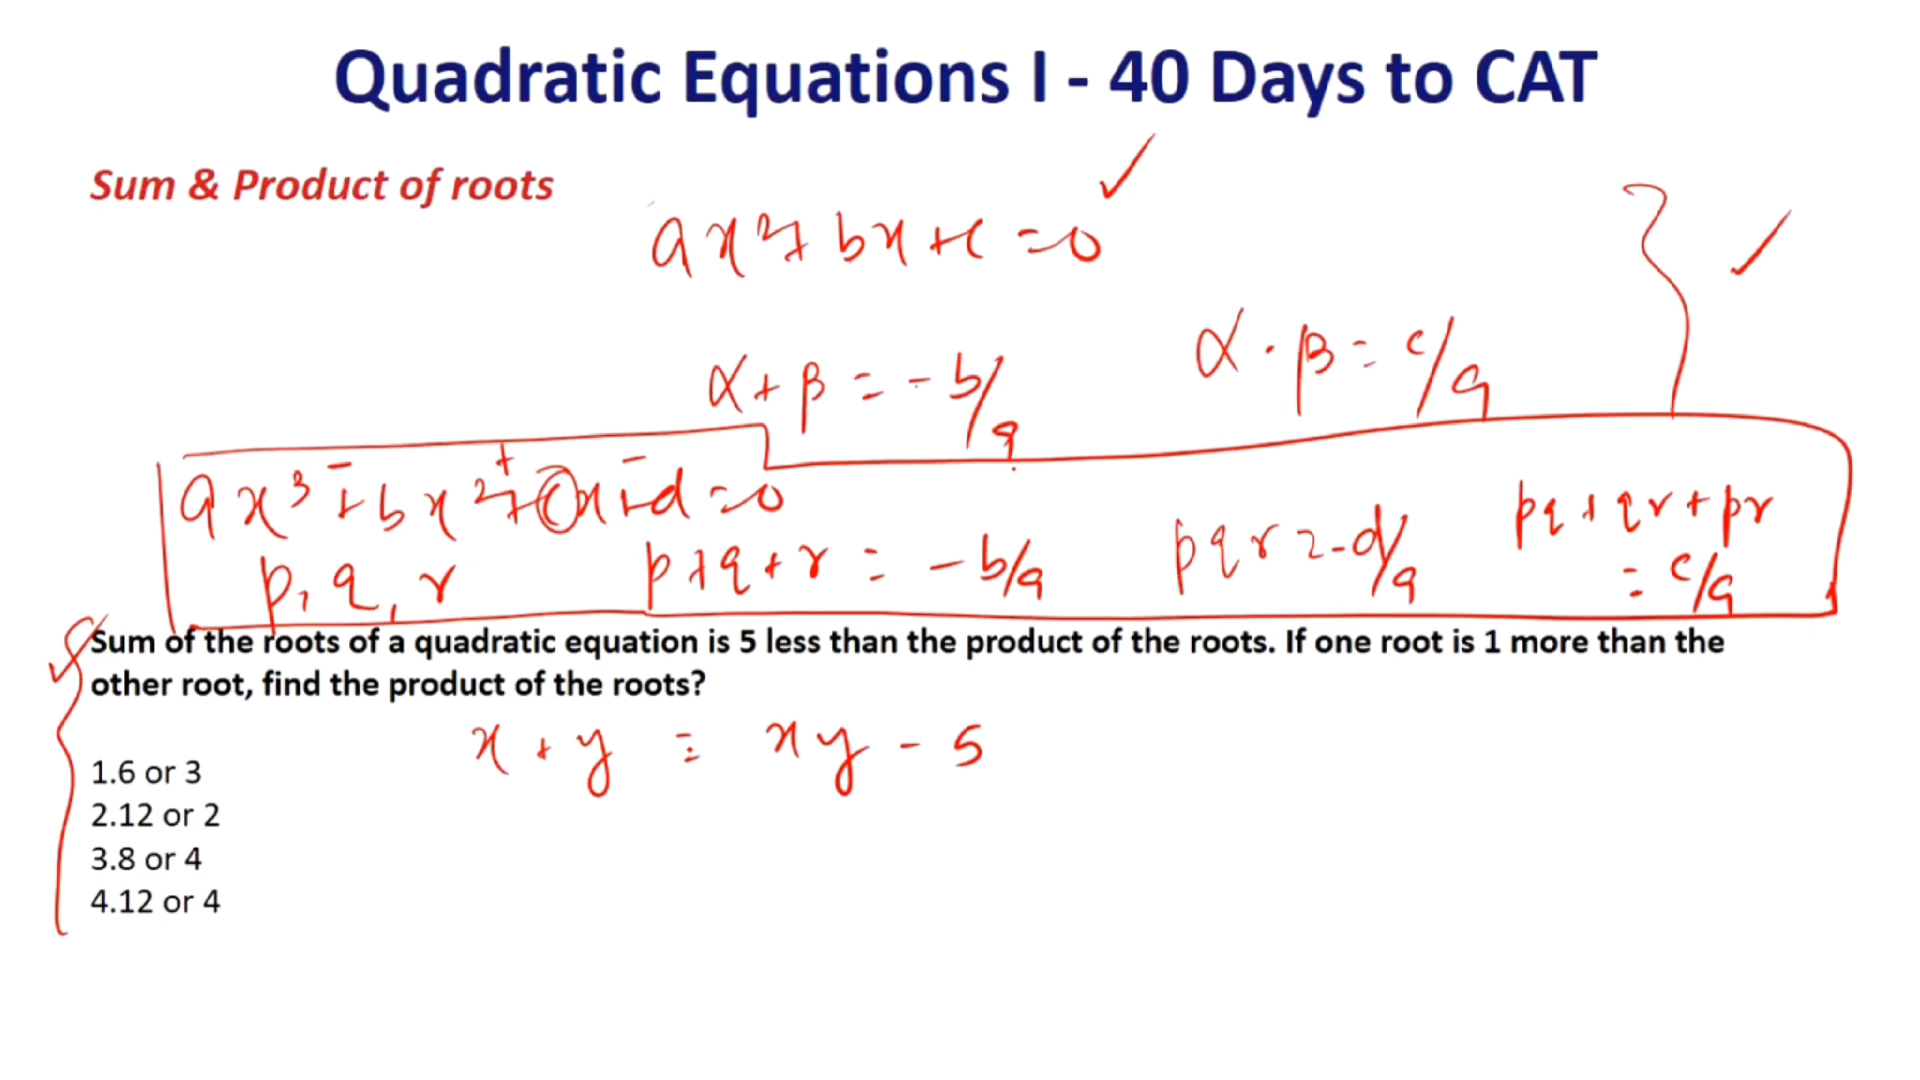 Quadratic Equations I - 40 Days to CAT
Sum & Product of roots
ax²+bx+c=0
α+β=-b/a
α·β=c/a
ax³+bx²+cx+d=0
- + -
p, q, r
p+q+r=-b/a
pqr=-d/a
pq+qr+pr
=c/a
Sum of the roots of a quadratic equation is 5 less than the product of the roots. If one root is 1 more than the
other root, find the product of the roots?
x+y=xy-5
1.6 or 3
2.12 or 2
3.8 or 4
4.12 or 4